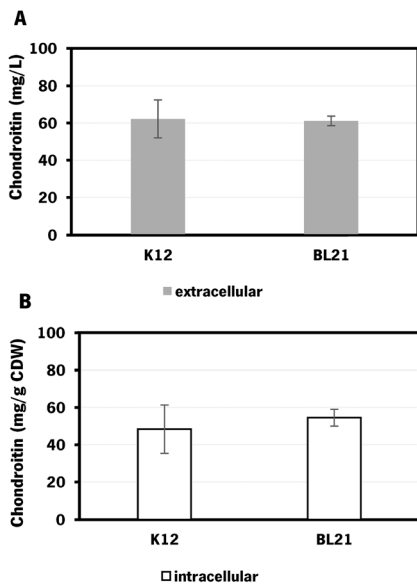 A
Chondroitin (mg/L)
100
80
60
40
20
0
K12 BL21
extracellular
B
Chondroitin (mg/g CDW)
100
80
60
40
20
0
K12 BL21
intracellular